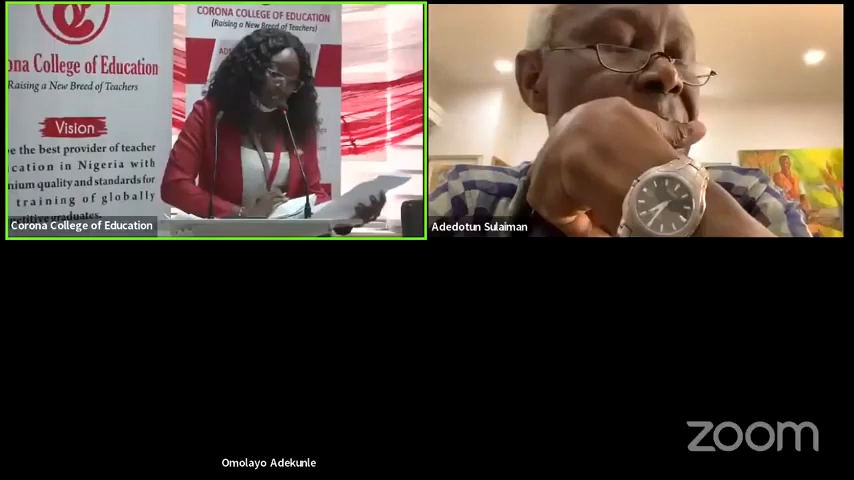 ona College of Education
Raising a New Breed of Teachers
Vision
e the best provider of teacher
cation in Nigeria with
nium quality and standards for
training of globally
etitive graduates.
CORONA COLLEGE OF EDUCATION
(Raising a New Breed of Teachers)
Corona College of Education
Adedotun Sulaiman
Omolayo Adekunle
zoom